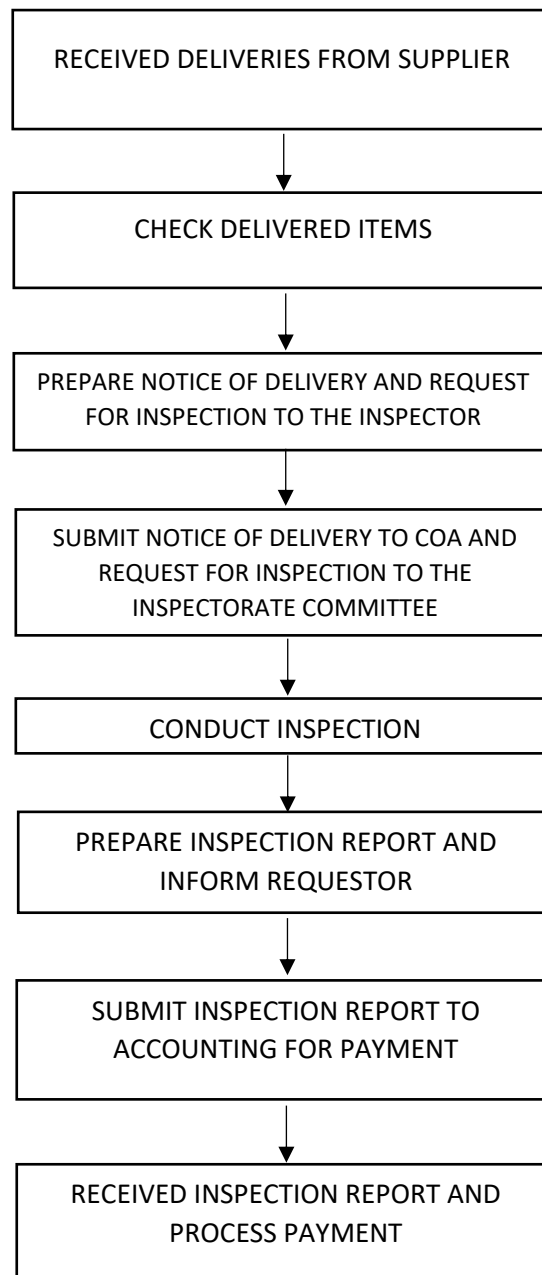 RECEIVED DELIVERIES FROM SUPPLIER
CHECK DELIVERED ITEMS
PREPARE NOTICE OF DELIVERY AND REQUEST
FOR INSPECTION TO THE INSPECTOR
SUBMIT NOTICE OF DELIVERY TO COA AND
REQUEST FOR INSPECTION TO THE
INSPECTORATE COMMITTEE
CONDUCT INSPECTION
PREPARE INSPECTION REPORT AND
INFORM REQUESTOR
SUBMIT INSPECTION REPORT TO
ACCOUNTING FOR PAYMENT
RECEIVED INSPECTION REPORT AND
PROCESS PAYMENT